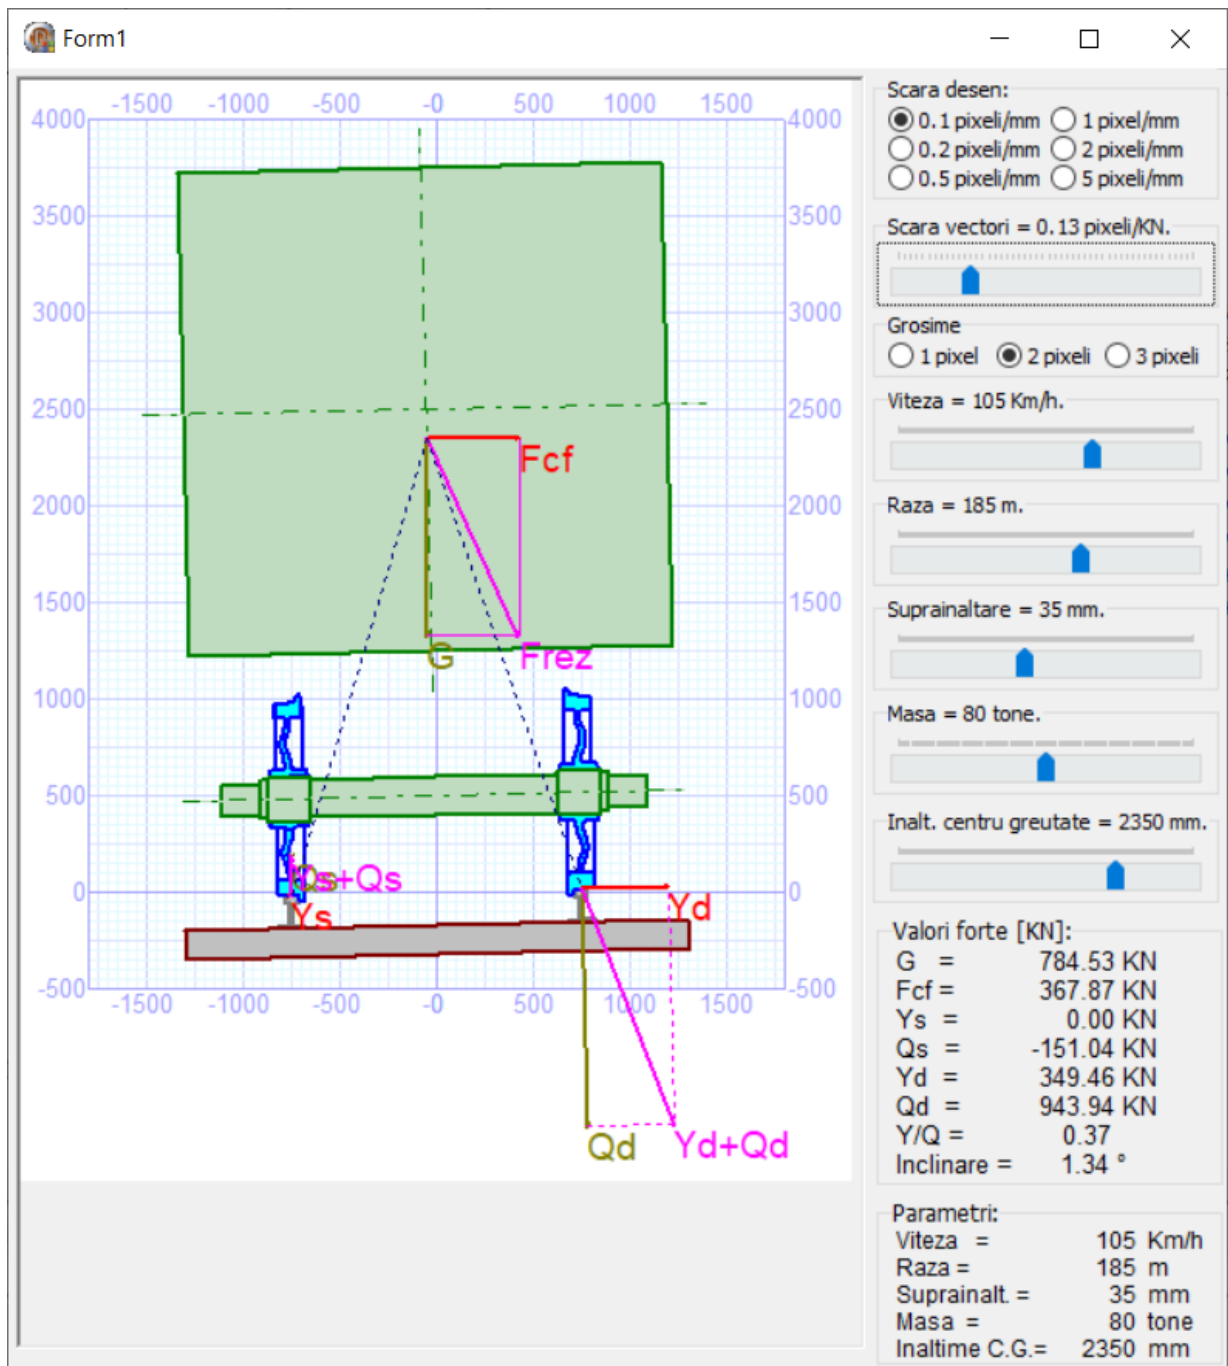 Form1
-1500 -1000 -500 -0 500 1000 1500
4000 4000
3500 3500
3000 3000
2500 2500
Fcf
2000 2000
1500 1500
G Frez
1000 1000
500 500
Qs
Ys+Qs
0 0
Ys Yd
-500 -500
-1500 -1000 -500 -0 500 1000 1500
Qd Yd+Qd
Scara desen:
0.1 pixeli/mm 1 pixel/mm
0.2 pixeli/mm 2 pixeli/mm
0.5 pixeli/mm 5 pixeli/mm
Scara vectori = 0.13 pixeli/KN.
Grosime
1 pixel 2 pixeli 3 pixeli
Viteza = 105 Km/h.
Raza = 185 m.
Suprainaltare = 35 mm.
Masa = 80 tone.
Inalt. centru greutate = 2350 mm.
Valori forte [KN]:
G = 784.53 KN
Fcf = 367.87 KN
Ys = 0.00 KN
Qs = -151.04 KN
Yd = 349.46 KN
Qd = 943.94 KN
Y/Q = 0.37
Inclinare = 1.34 °
Parametri:
Viteza = 105 Km/h
Raza = 185 m
Suprainalt. = 35 mm
Masa = 80 tone
Inaltime C.G.= 2350 mm